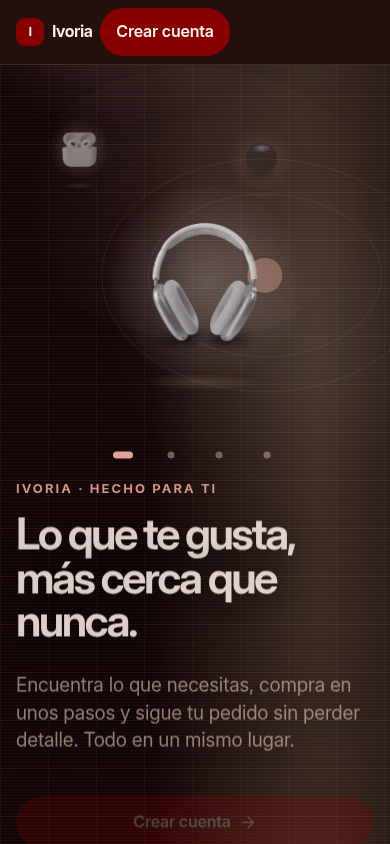 I Ivoria Crear cuenta
IVORIA · HECHO PARA TI
Lo que te gusta,
más cerca que
nunca.
Encuentra lo que necesitas, compra en
unos pasos y sigue tu pedido sin perder
detalle. Todo en un mismo lugar.
Crear cuenta →